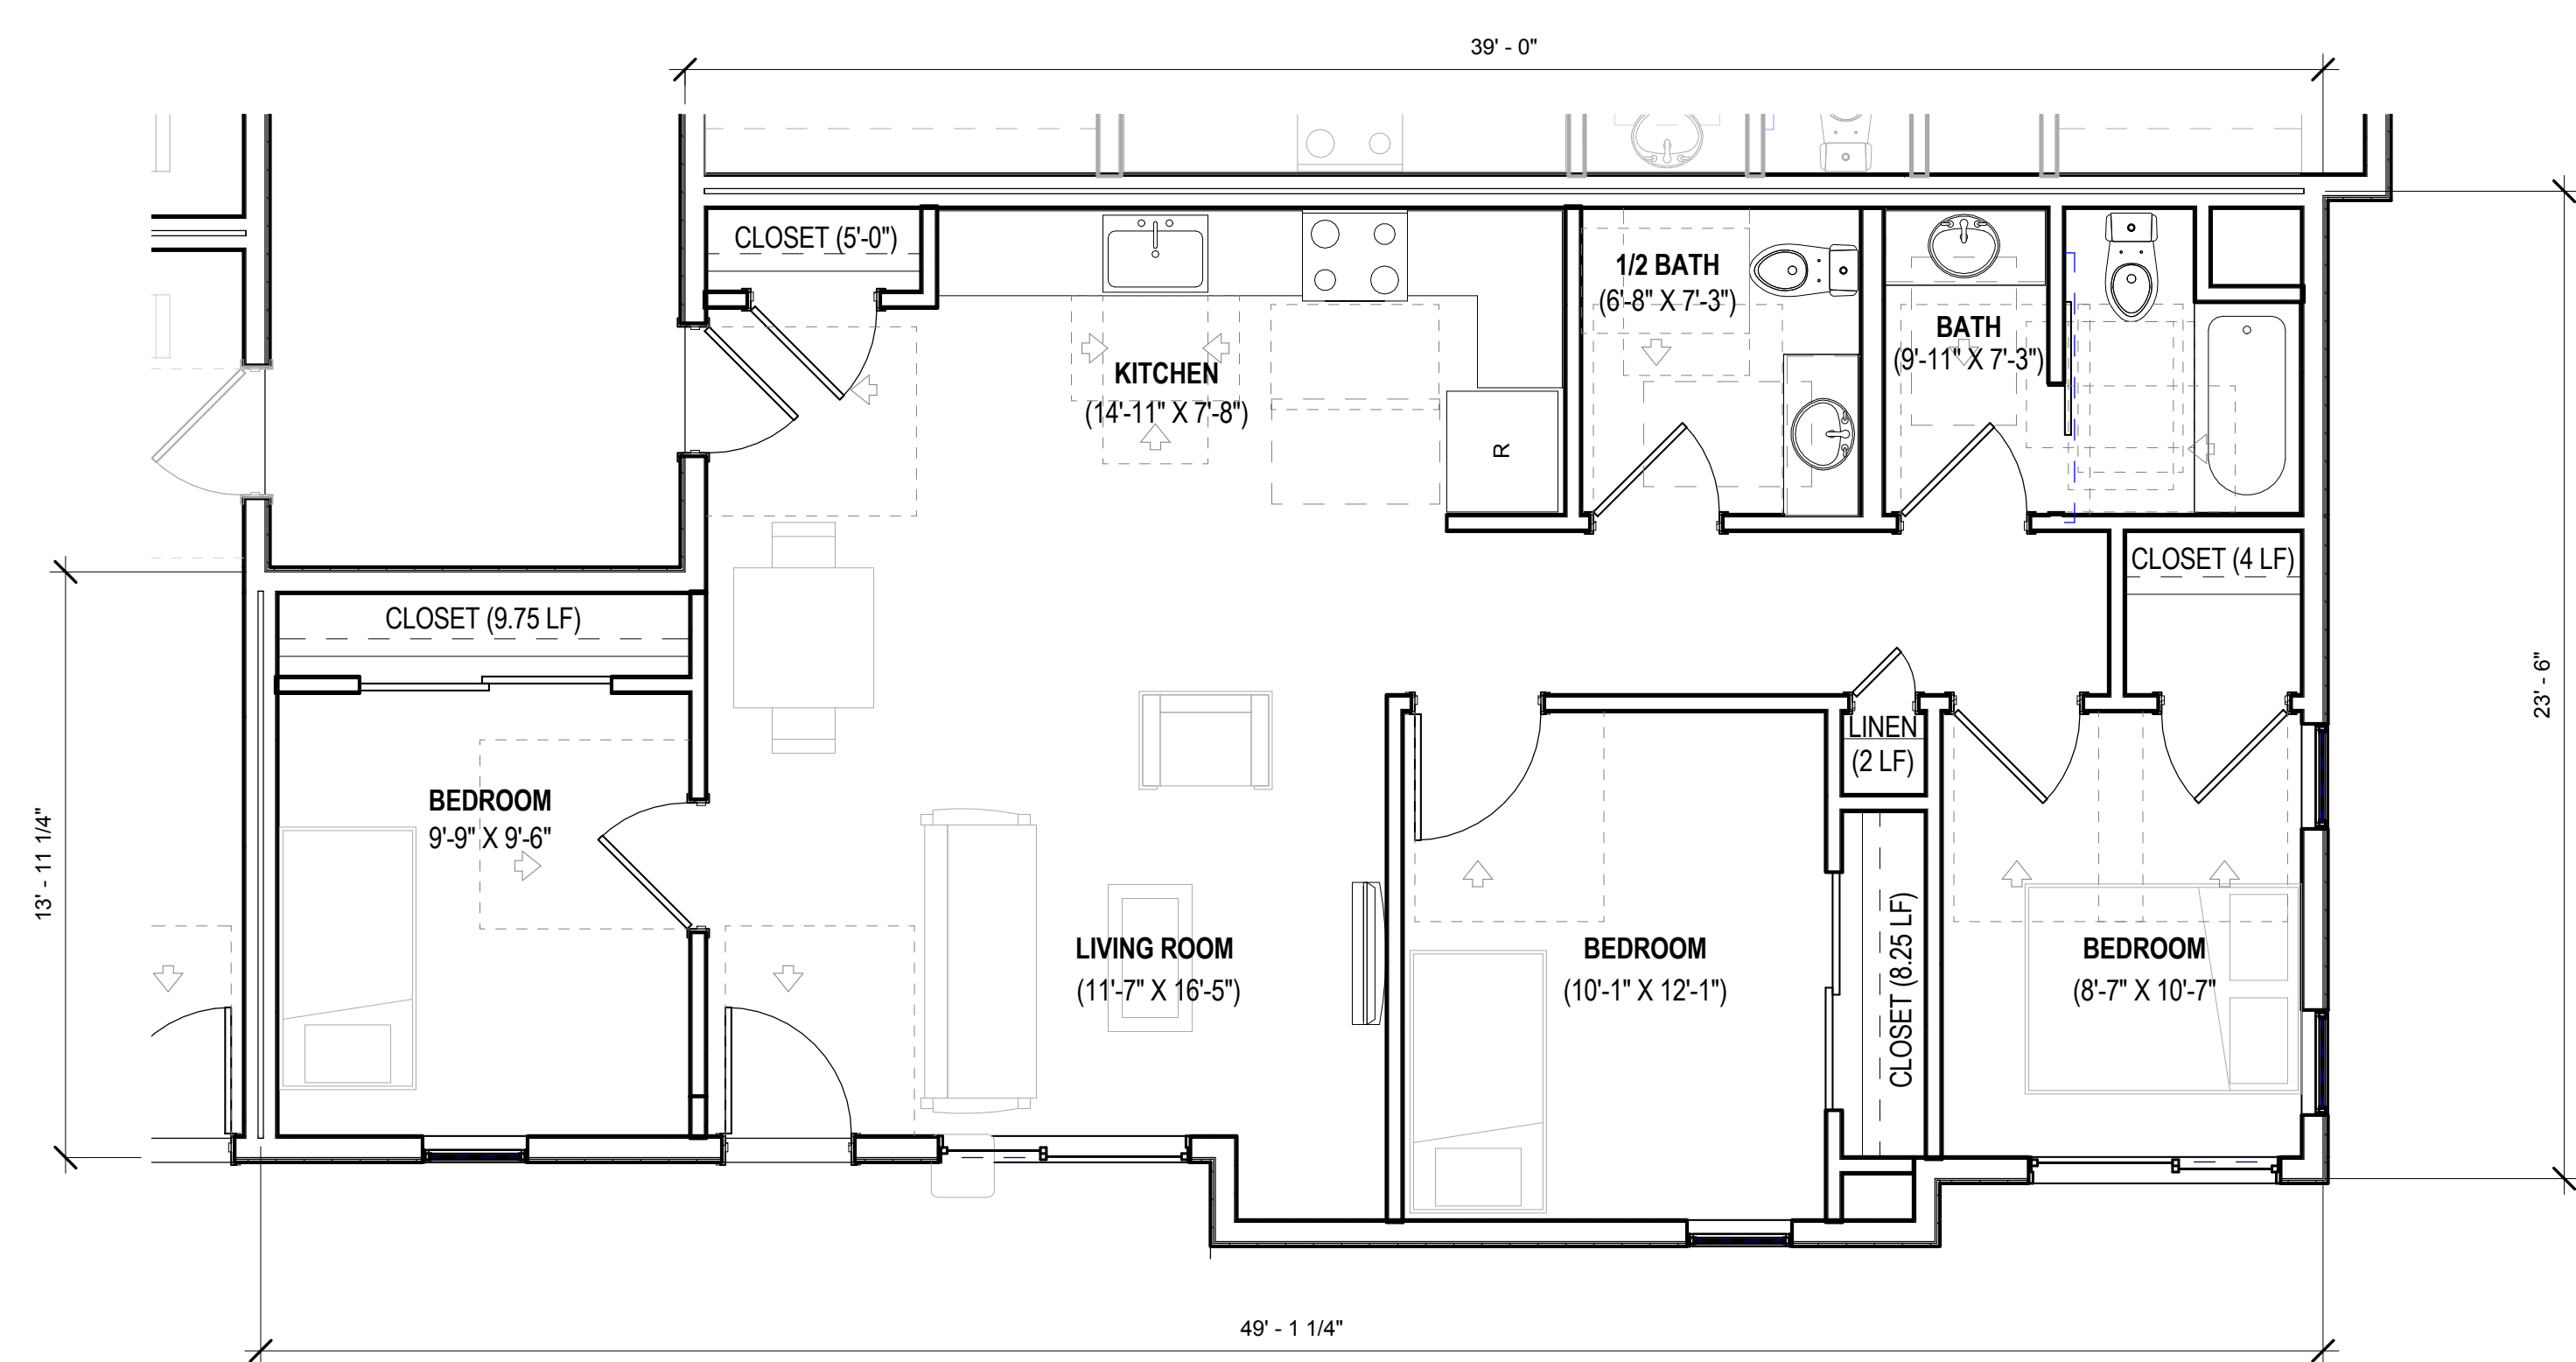 39' - 0"
CLOSET (5'-0")
1/2 BATH
(6'-8" X 7'-3")
BATH
(9'-11" X 7'-3")
KITCHEN
(14'-11" X 7'-8")
R
CLOSET (4 LF)
CLOSET (9.75 LF)
23' - 6"
LINEN
(2 LF)
BEDROOM
9'-9" X 9'-6"
13' - 11 1/4"
LIVING ROOM
(11'-7" X 16'-5")
BEDROOM
(10'-1" X 12'-1")
CLOSET (8.25 LF)
BEDROOM
(8'-7" X 10'-7"
49' - 1 1/4"